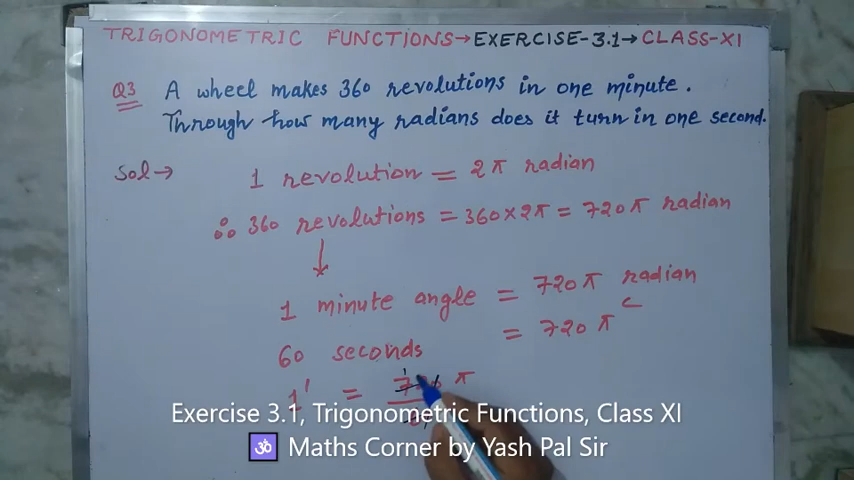 TRIGONOMETRIC FUNCTIONS→EXERCISE-3.1→CLASS-XI
Q3 A wheel makes 360 revolutions in one minute.
Through how many radians does it turn in one second.
Sol→ 1 revolution = 2π radian
∴ 360 revolutions = 360×2π = 720π radian
↓
1 minute angle = 720π radian
= 720π^c
60 seconds
1' = 720 π
Exercise 3.1, Trigonometric Functions, Class XI
🕉 Maths Corner by Yash Pal Sir